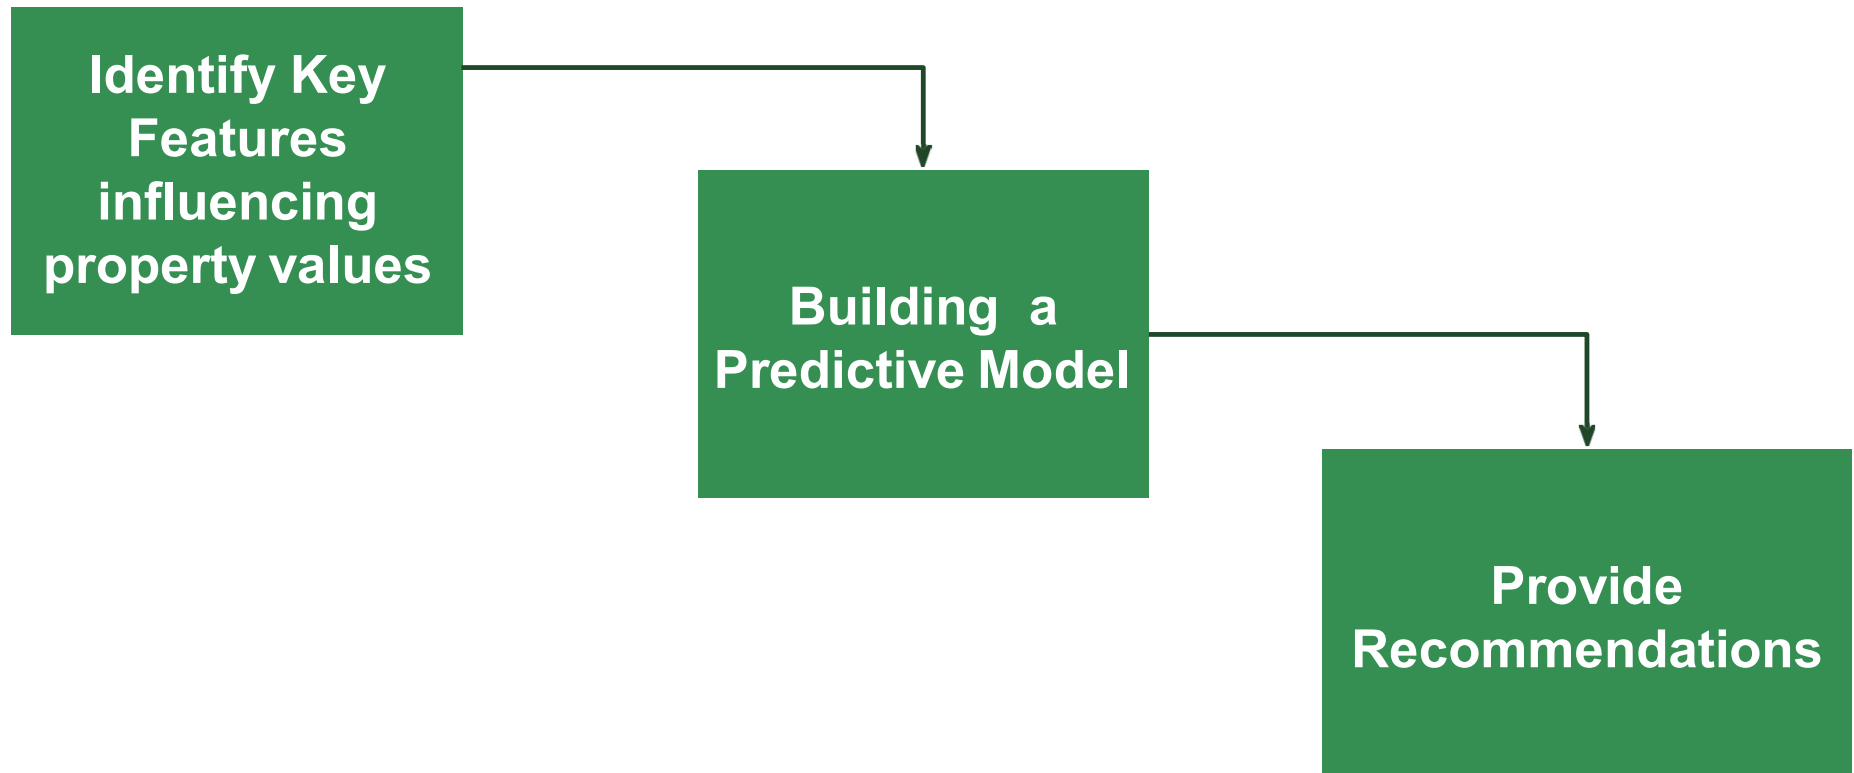 Identify Key
Features
influencing
property values
Building  a
Predictive Model
Provide
Recommendations